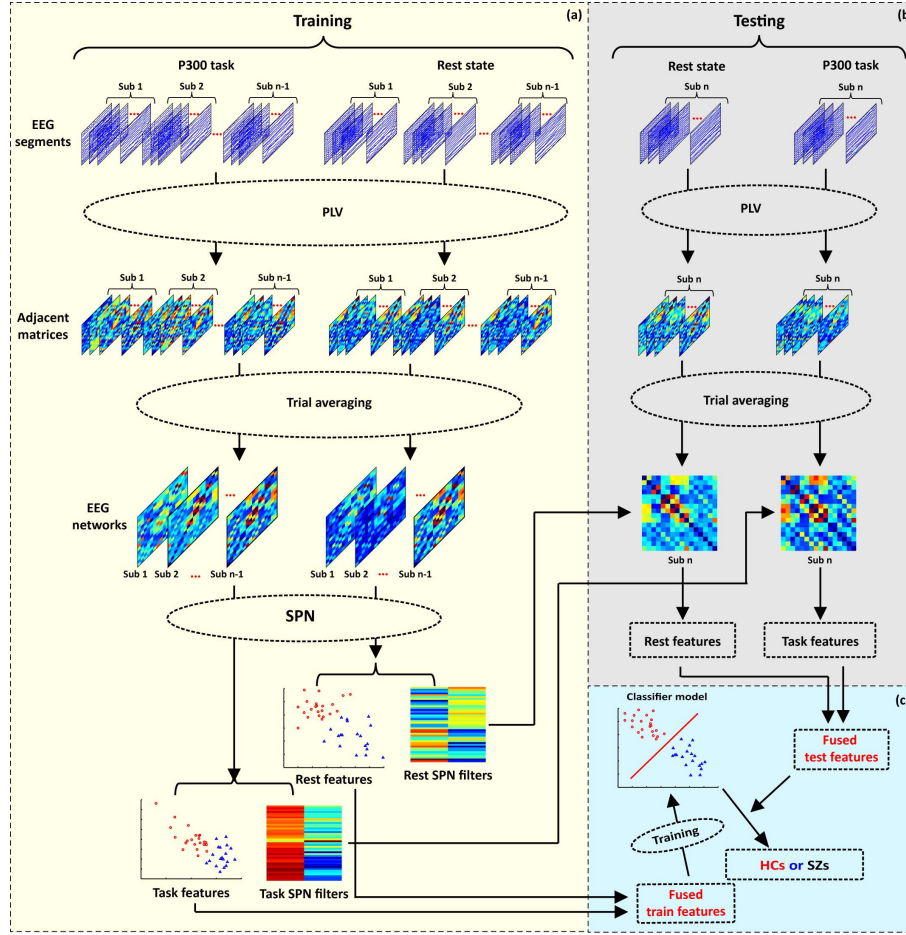 Training
(a)
P300 task
Rest state
Sub 1
Sub 2
Sub n-1
Sub 1
Sub 2
Sub n-1
EEG
segments
PLV
Sub 1
Sub 2
Sub n-1
Sub 1
Sub 2
Sub n-1
Adjacent
matrices
Trial averaging
EEG
networks
Sub 1 Sub 2 ... Sub n-1
Sub 1 Sub 2 ... Sub n-1
SPN
Rest features
Rest SPN filters
Task features
Task SPN filters
Testing
(b)
Rest state
P300 task
Sub n
Sub n
PLV
Sub n
Sub n
Trial averaging
Sub n
Sub n
Rest features
Task features
Classifier model
(c)
Fused
test features
Training
HCs or SZs
Fused
train features